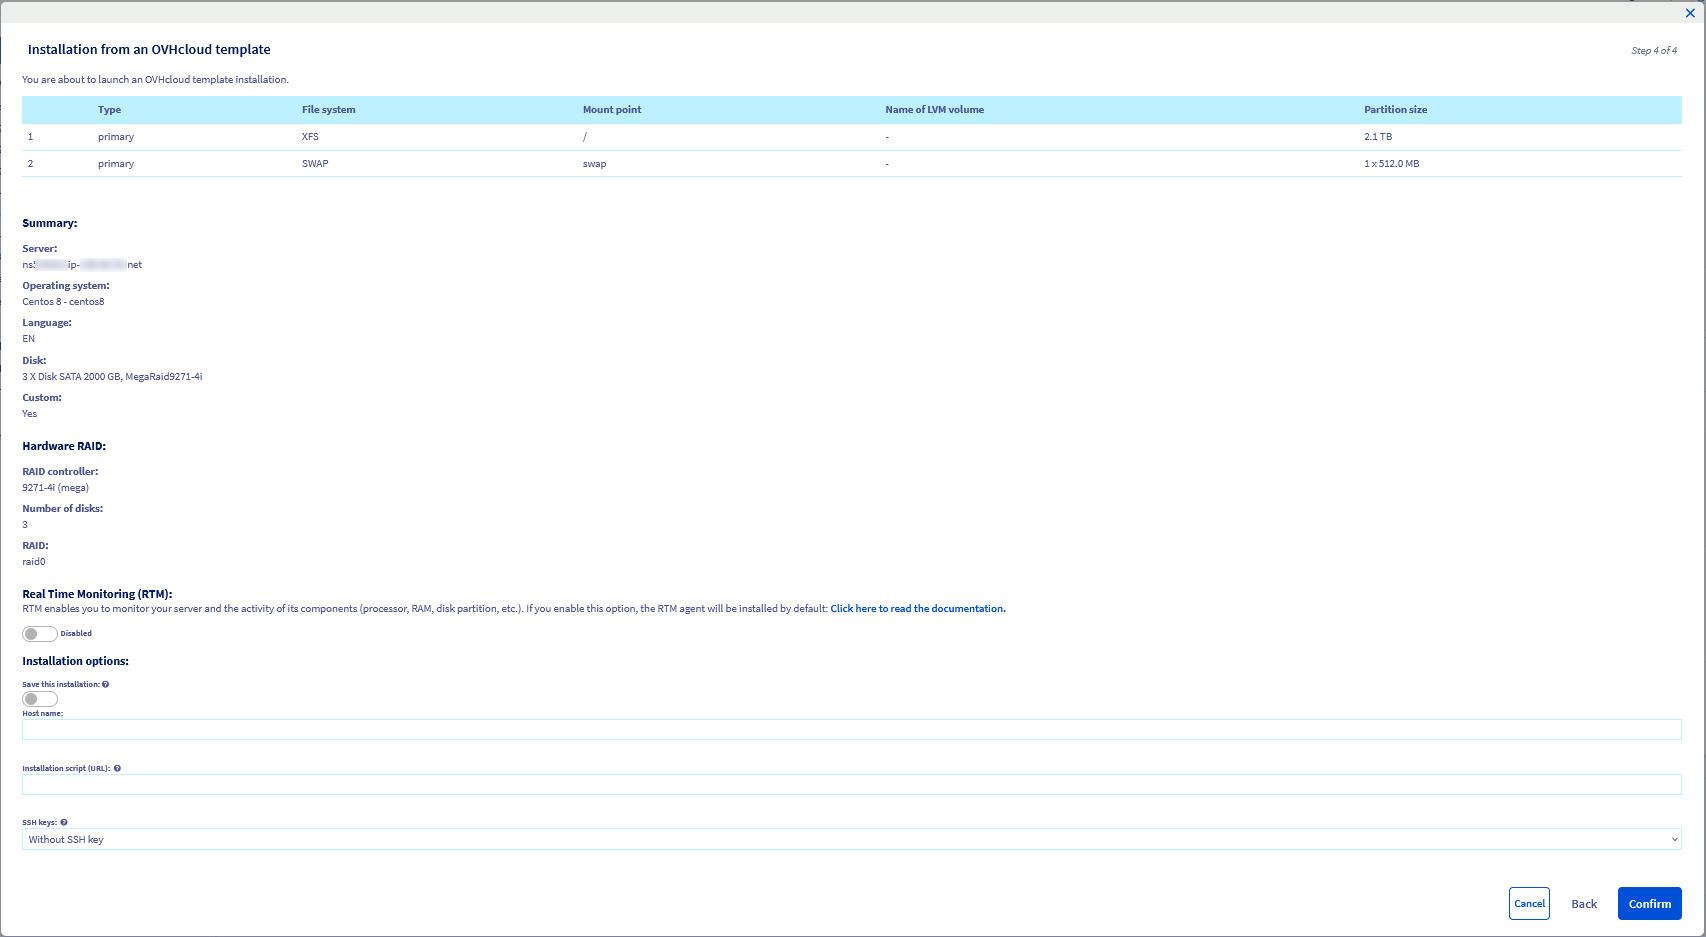 Installation from an OVHcloud template
Step 4 of 4
You are about to launch an OVHcloud template installation.
Type File system Mount point Name of LVM volume Partition size
1 primary XFS / - 2.1 TB
2 primary SWAP swap - 1 x 512.0 MB
Summary:
Server:
ns ip- net
Operating system:
Centos 8 - centos8
Language:
EN
Disk:
3 X Disk SATA 2000 GB, MegaRaid9271-4i
Custom:
Yes
Hardware RAID:
RAID controller:
9271-4i (mega)
Number of disks:
3
RAID:
raid0
Real Time Monitoring (RTM):
RTM enables you to monitor your server and the activity of its components (processor, RAM, disk partition, etc.). If you enable this option, the RTM agent will be installed by default: Click here to read the documentation.
Disabled
Installation options:
Save this installation:
Host name:
Installation script (URL):
SSH keys:
Without SSH key
Cancel Back Confirm